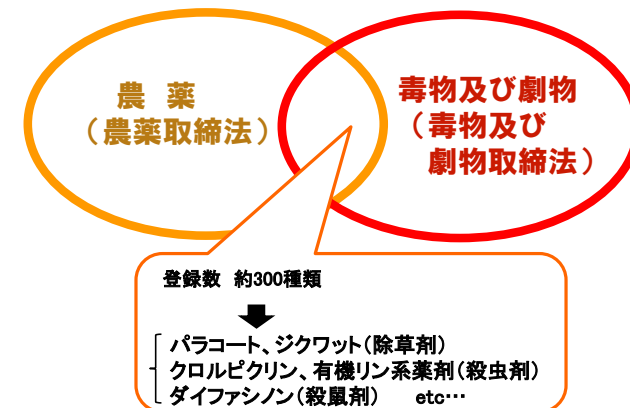 農 薬
（農薬取締法）
毒物及び劇物
（毒物及び
劇物取締法）
登録数 約300種類
パラコート、ジクワット（除草剤）
クロルピクリン、有機リン系薬剤（殺虫剤）
ダイファシノン（殺鼠剤） etc…